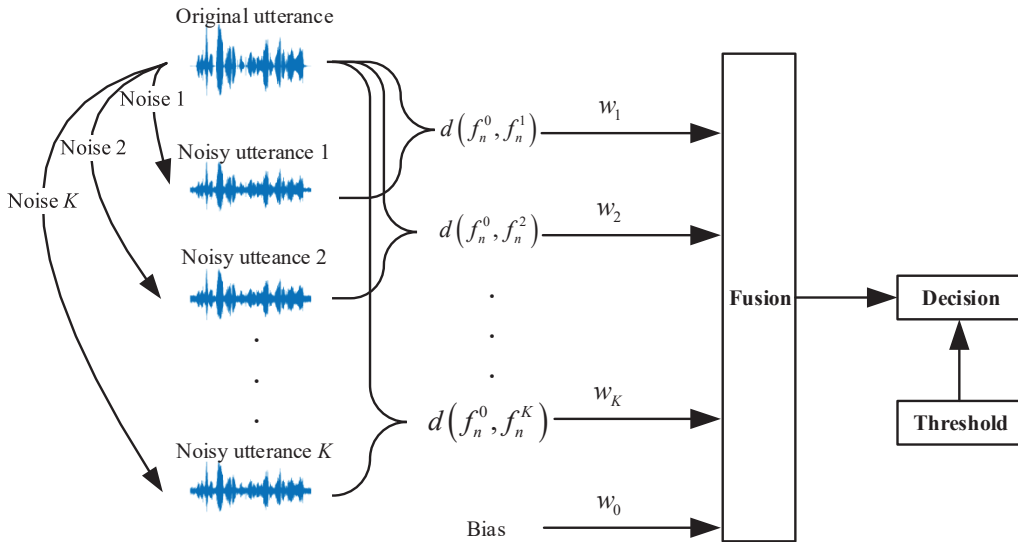 Original utterance
Noise 1
Noise 2
Noise K
Noisy utterance 1
Noisy utteance 2
.
.
.
Noisy utterance K
d(f_n^0, f_n^1)
d(f_n^0, f_n^2)
.
.
.
d(f_n^0, f_n^K)
Bias
w_1
w_2
w_K
w_0
Fusion
Decision
Threshold